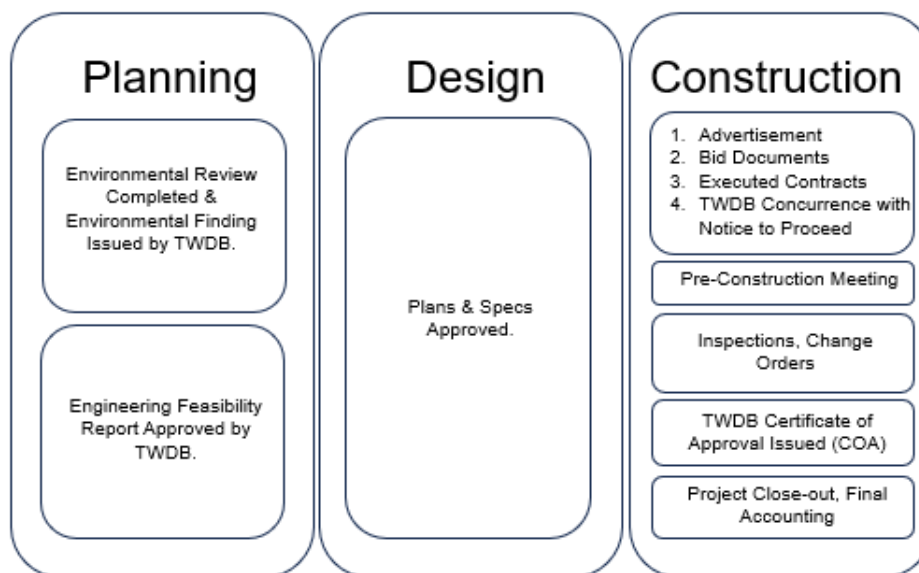 Planning
Environmental Review
Completed &
Environmental Finding
Issued by TWDB.
Engineering Feasibility
Report Approved by
TWDB.
Design
Plans & Specs
Approved.
Construction
1. Advertisement
2. Bid Documents
3. Executed Contracts
4. TWDB Concurrence with
Notice to Proceed
Pre-Construction Meeting
Inspections, Change
Orders
TWDB Certificate of
Approval Issued (COA)
Project Close-out, Final
Accounting